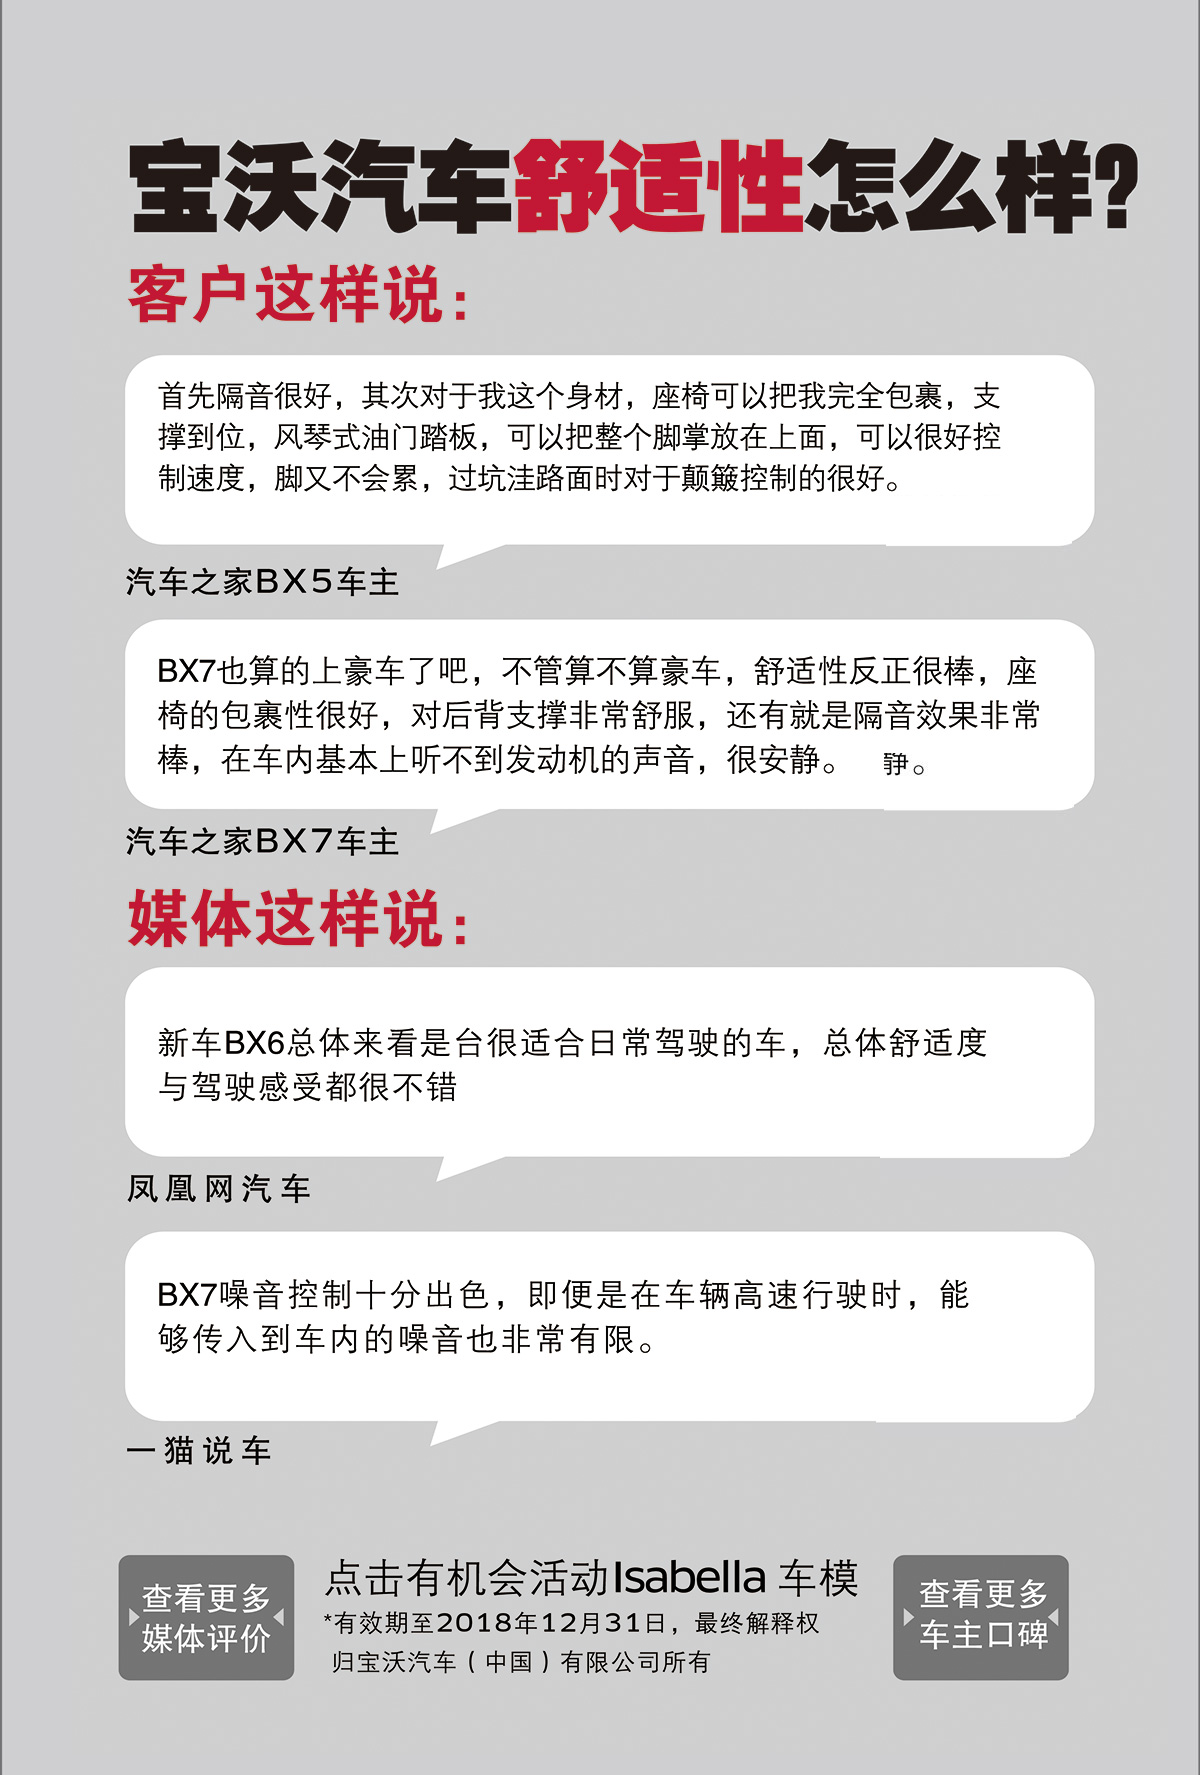 宝沃汽车舒适性怎么样？
客户这样说：
首先隔音很好，其次对于我这个身材，座椅可以把我完全包裹，支
撑到位，风琴式油门踏板，可以把整个脚掌放在上面，可以很好控
制速度，脚又不会累，过坑洼路面时对于颠簸控制的很好。
汽车之家BX5车主
BX7也算的上豪车了吧，不管算不算豪车，舒适性反正很棒，座
椅的包裹性很好，对后背支撑非常舒服，还有就是隔音效果非常
棒，在车内基本上听不到发动机的声音，很安静。 静。
汽车之家BX7车主
媒体这样说：
新车BX6总体来看是台很适合日常驾驶的车，总体舒适度
与驾驶感受都很不错
凤凰网汽车
BX7噪音控制十分出色，即便是在车辆高速行驶时，能
够传入到车内的噪音也非常有限。
一猫说车
查看更多
媒体评价
点击有机会活动Isabella 车模
*有效期至2018年12月31日，最终解释权
归宝沃汽车（中国）有限公司所有
查看更多
车主口碑